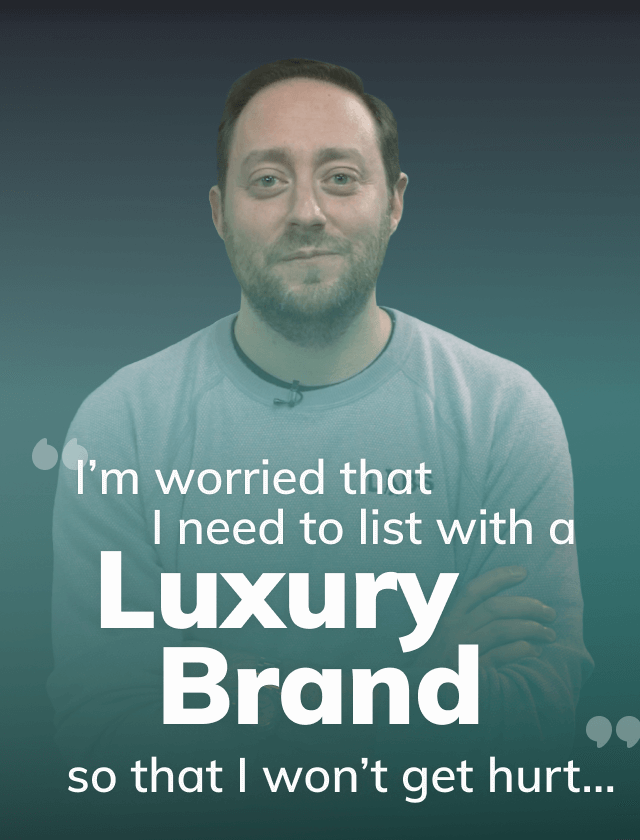 “I’m worried that
I need to list with a
Luxury
Brand
so that I won’t get hurt...”